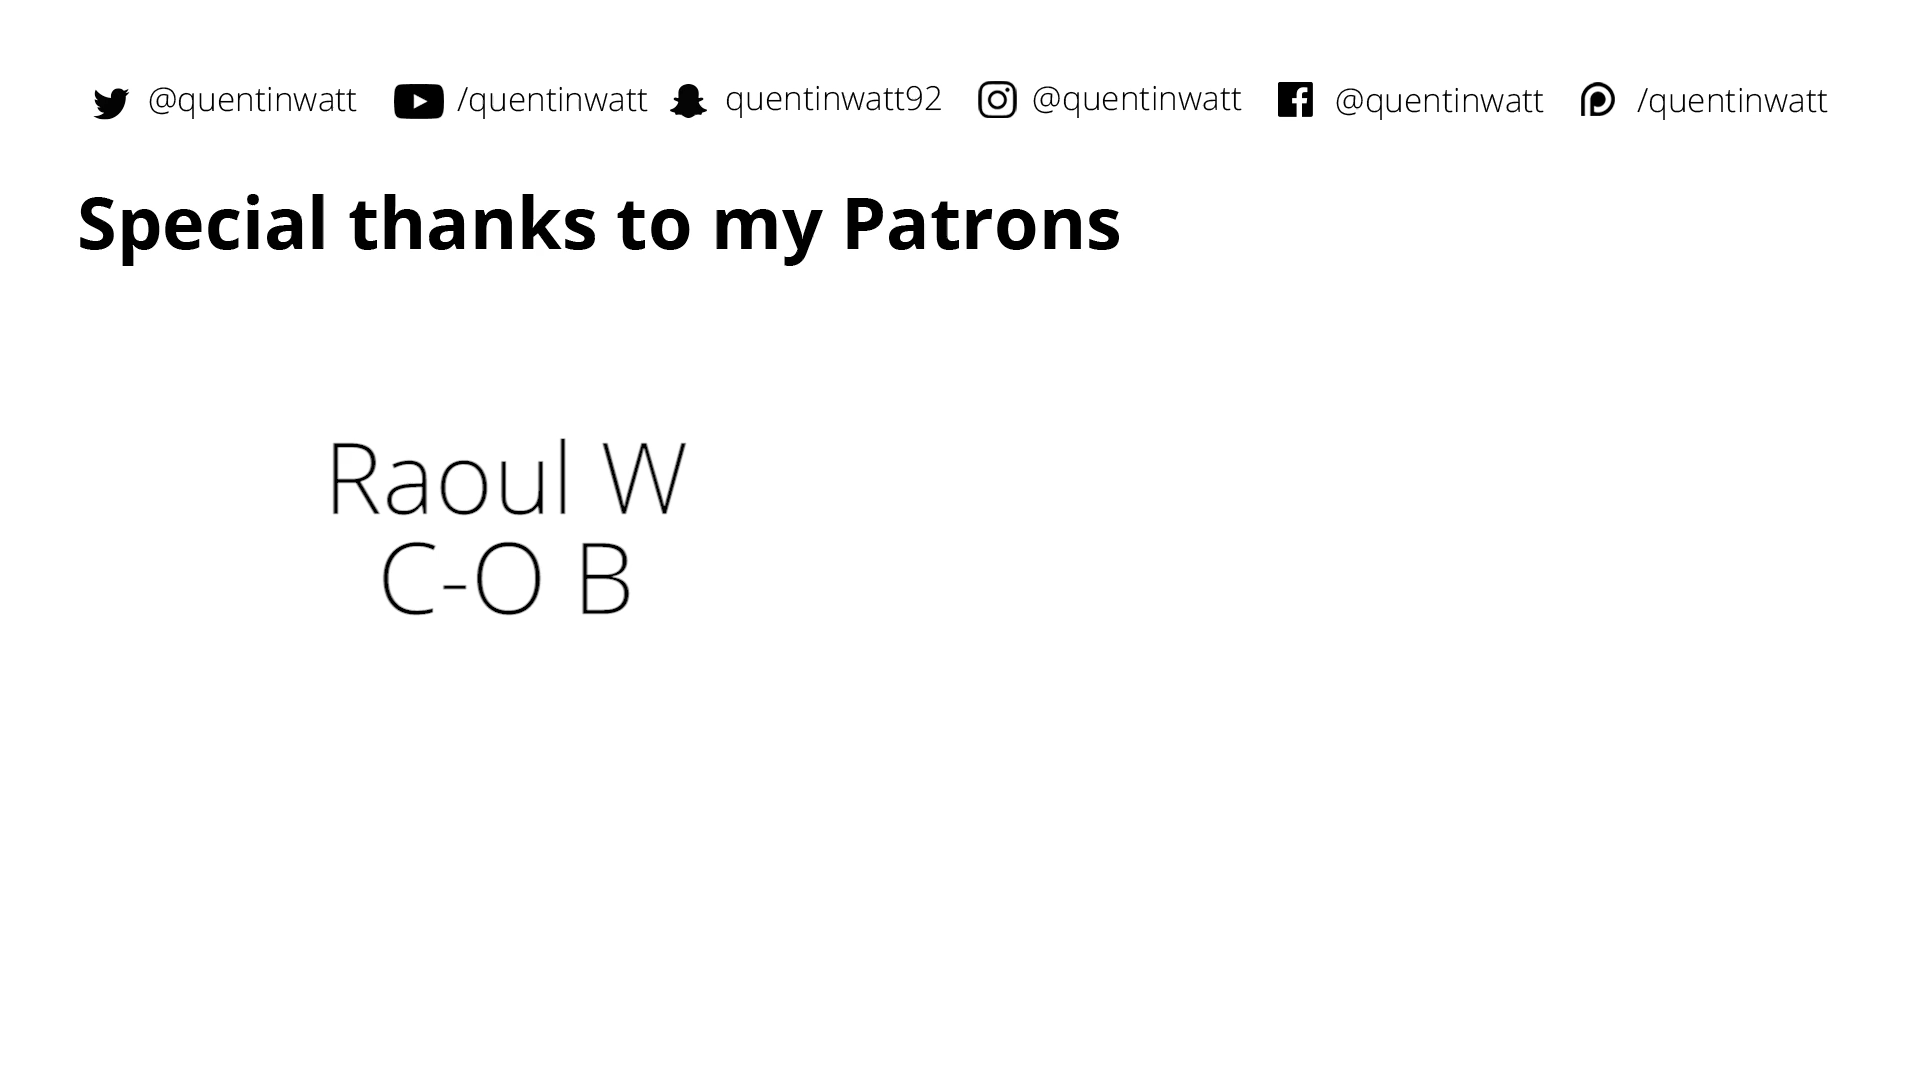 @quentinwatt /quentinwatt quentinwatt92 @quentinwatt @quentinwatt /quentinwatt
Special thanks to my Patrons
Raoul W
C-O B